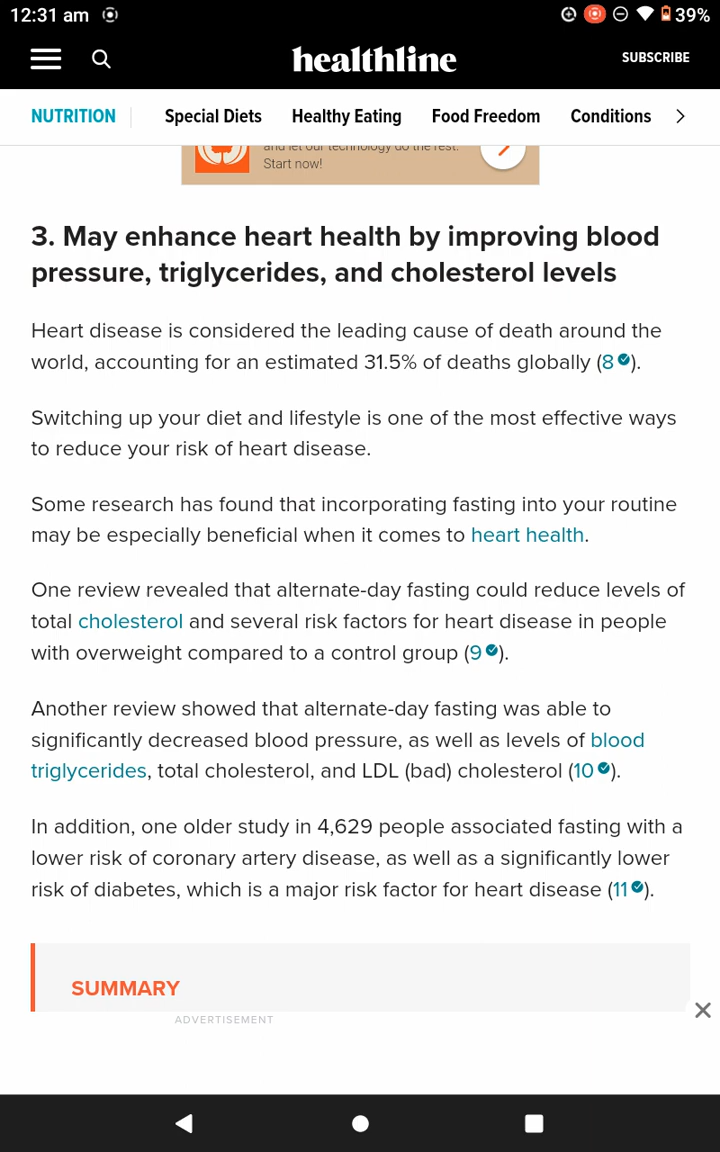 12:31 am
39%
healthline
SUBSCRIBE
NUTRITION
Special Diets
Healthy Eating
Food Freedom
Conditions
and let our technology do the rest.
Start now!
3. May enhance heart health by improving blood
pressure, triglycerides, and cholesterol levels
Heart disease is considered the leading cause of death around the
world, accounting for an estimated 31.5% of deaths globally (8).
Switching up your diet and lifestyle is one of the most effective ways
to reduce your risk of heart disease.
Some research has found that incorporating fasting into your routine
may be especially beneficial when it comes to heart health.
One review revealed that alternate-day fasting could reduce levels of
total cholesterol and several risk factors for heart disease in people
with overweight compared to a control group (9).
Another review showed that alternate-day fasting was able to
significantly decreased blood pressure, as well as levels of blood
triglycerides, total cholesterol, and LDL (bad) cholesterol (10).
In addition, one older study in 4,629 people associated fasting with a
lower risk of coronary artery disease, as well as a significantly lower
risk of diabetes, which is a major risk factor for heart disease (11).
SUMMARY
ADVERTISEMENT